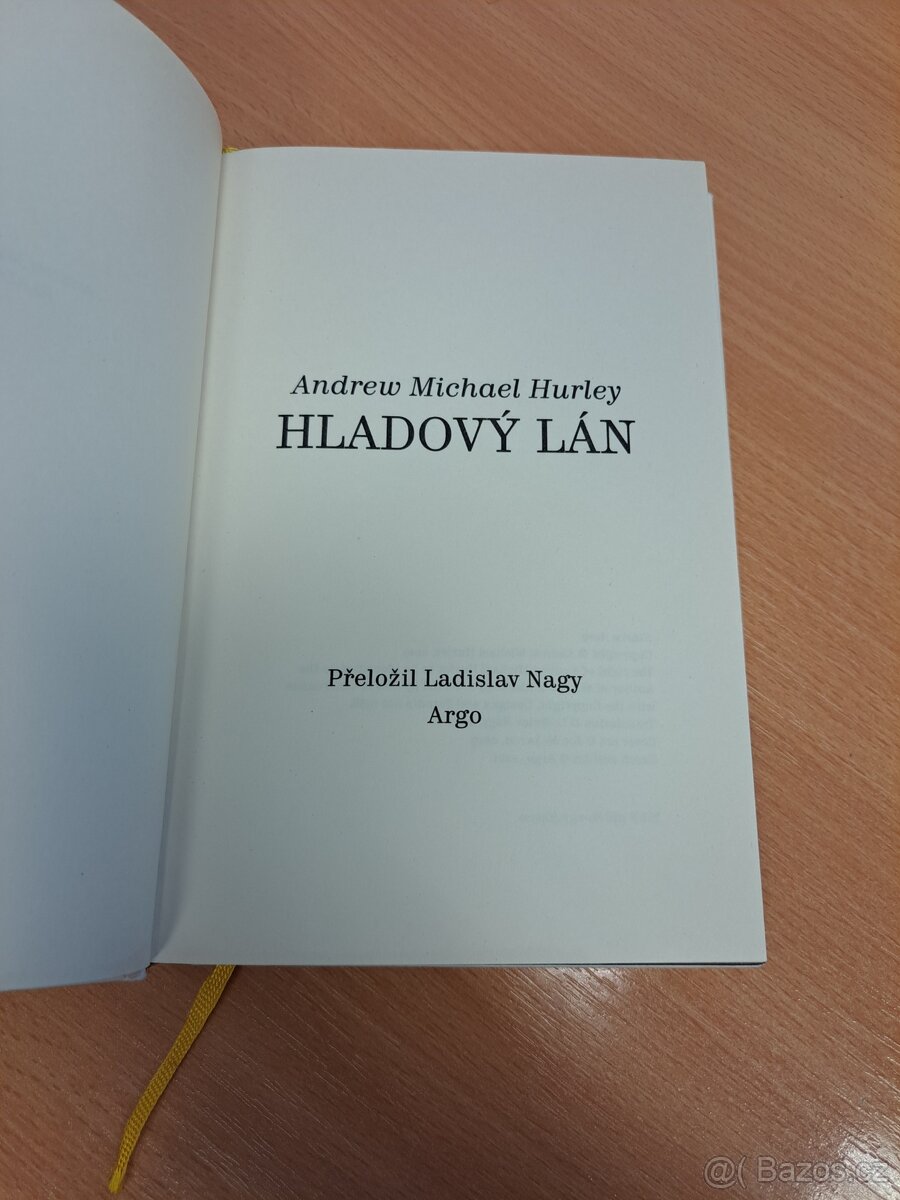 Andrew Michael Hurley
HLADOVÝ LÁN
Přeložil Ladislav Nagy
Argo
@( Bazos.cz